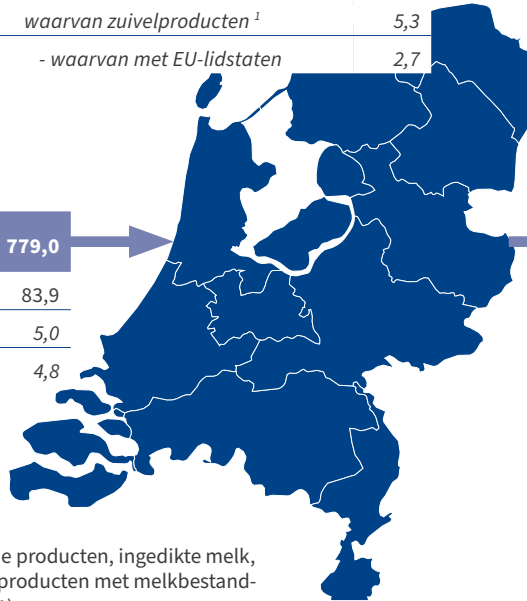 waarvan zuivelproducten ¹ 5,3
- waarvan met EU-lidstaten 2,7
779,0
83,9
5,0
4,8
e producten, ingedikte melk,
producten met melkbestand-